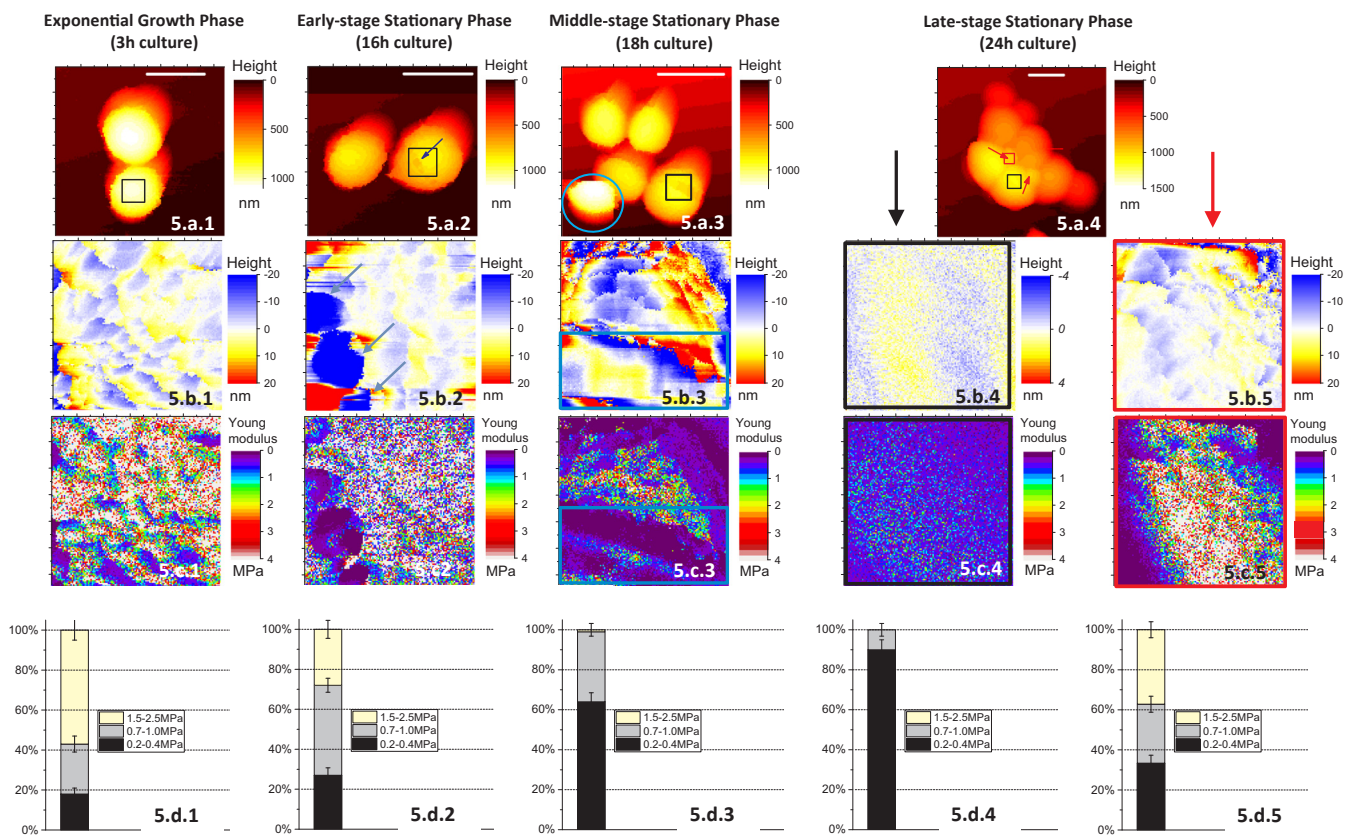 Exponential Growth Phase
(3h culture)
Early-stage Stationary Phase
(16h culture)
Middle-stage Stationary Phase
(18h culture)
Late-stage Stationary Phase
(24h culture)
Height
0
500
1000
nm
5.a.1
Height
0
500
1000
nm
5.a.2
Height
0
500
1000
nm
5.a.3
Height
0
500
1000
1500
nm
5.a.4
Height
-20
-10
0
10
20
nm
5.b.1
Height
-20
-10
0
10
20
nm
5.b.2
Height
-20
-10
0
10
20
nm
5.b.3
Height
-4
-0
4
nm
5.b.4
Height
-20
-10
0
10
20
nm
5.b.5
Young
modulus
0
1
2
3
4
MPa
5.c.1
Young
modulus
0
1
2
3
4
MPa
5.c.2
Young
modulus
0
1
2
3
4
MPa
5.c.3
Young
modulus
0
1
2
3
4
MPa
5.c.4
Young
modulus
0
1
2
3
4
MPa
5.c.5
100%
80%
60%
40%
20%
0%
1.5-2.5MPa
0.7-1.0MPa
0.2-0.4MPa
5.d.1
100%
80%
60%
40%
20%
0%
1.5-2.5MPa
0.7-1.0MPa
0.2-0.4MPa
5.d.2
100%
80%
60%
40%
20%
0%
1.5-2.5MPa
0.7-1.0MPa
0.2-0.4MPa
5.d.3
100%
80%
60%
40%
20%
0%
1.5-2.5MPa
0.7-1.0MPa
0.2-0.4MPa
5.d.4
100%
80%
60%
40%
20%
0%
1.5-2.5MPa
0.7-1.0MPa
0.2-0.4MPa
5.d.5